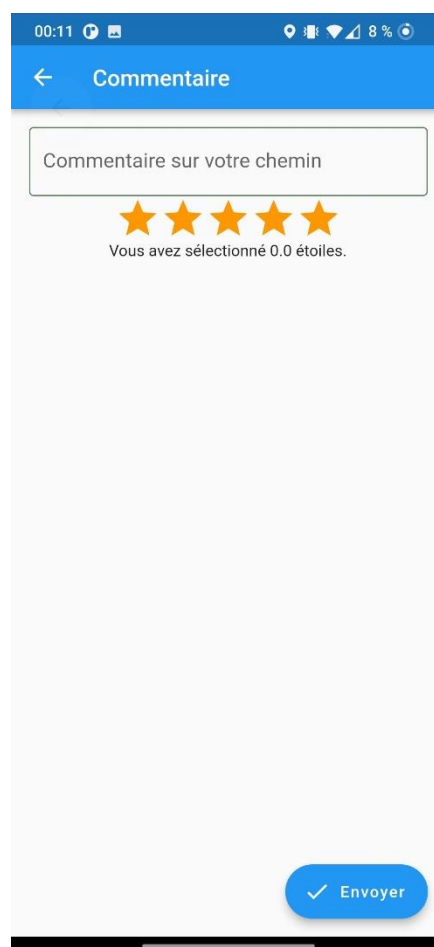 00:11 8 %
Commentaire
Commentaire sur votre chemin
Vous avez sélectionné 0.0 étoiles.
Envoyer